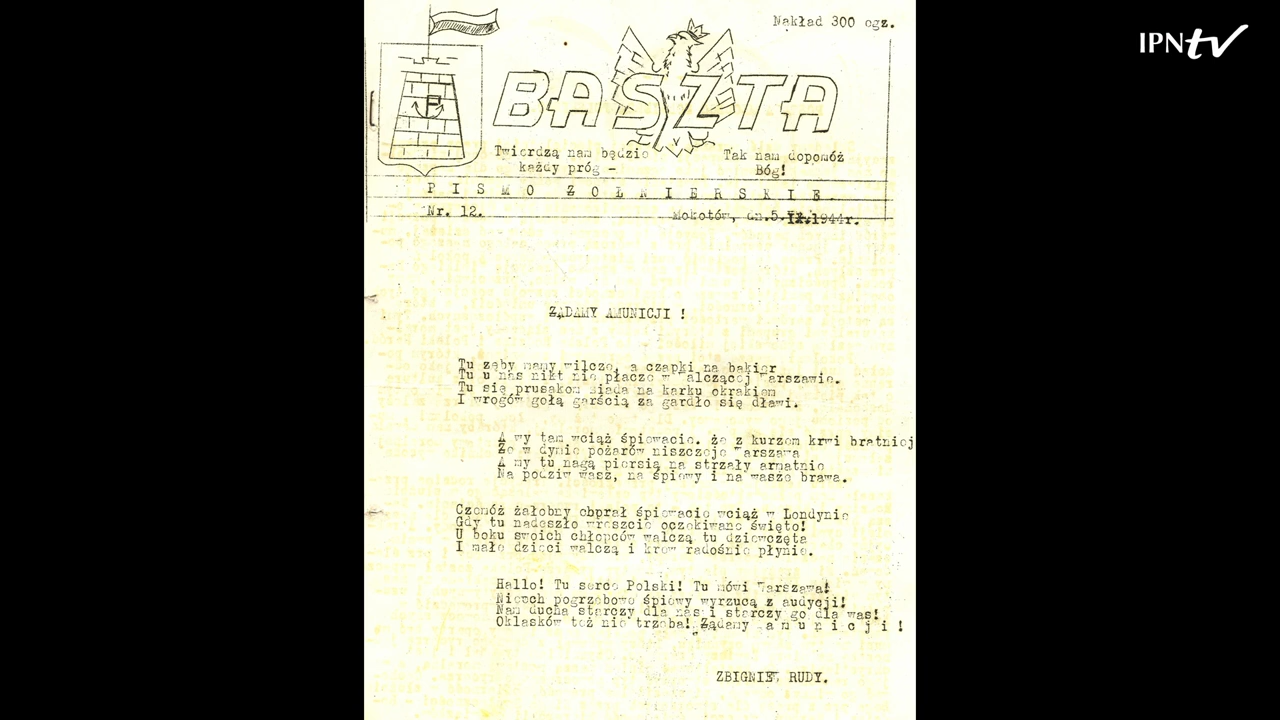 Nakład 300 egz.
IPNtv
BASZTA
Twierdzą nam będzie
każdy próg -
Tak nam dopomóż
Bóg!
PISMO ŻOŁNIERSKIE.
Nr. 12.
Mokotów, dn.5.IX.1944r.
ŻĄDAMY AMUNICJI !
Tu zęby mamy wilcze, a czapki na bakier
Tu u nas nikt nie płacze w walczącej Warszawie.
Tu się prusakom siada na karku okrakiem
I wrogów gołą garścią za gardło się dławi.
A wy tam wciąż śpiewacie. że z kurzem krwi bratniej
Że w dymie pożarów niszczeje Warszawa
A my tu nagą piersią na strzały armatnie
Na podziw wasz, na śpiewy i na wasze brawa.
Czemóż żałobny chorał śpiewacie wciąż w Londynie
Gdy tu nadeszło wreszcie oczekiwane święto!
U boku swoich chłopców walczą tu dziewczęta
I małe dzieci walczą i krew radośnie płynie.
Hallo! Tu serce Polski! Tu mówi Warszawa!
Niech pogrzebowe śpiewy wyrzucą z audycji!
Nam ducha starczy dla nas i starczy go dla was!
Oklasków też nie trzeba! Żądamy a m u n i c j i !
ZBIGNIEW RUDY.